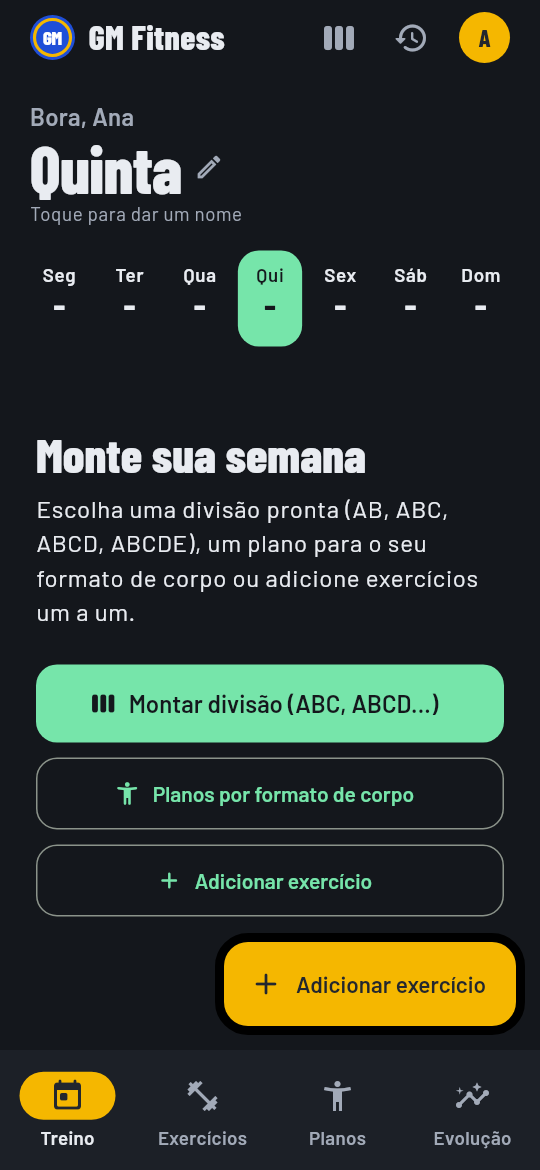 GM GM Fitness A
Bora, Ana
Quinta
Toque para dar um nome
Seg Ter Qua Qui Sex Sáb Dom
- - - - - - -
Monte sua semana
Escolha uma divisão pronta (AB, ABC,
ABCD, ABCDE), um plano para o seu
formato de corpo ou adicione exercícios
um a um.
Montar divisão (ABC, ABCD...)
Planos por formato de corpo
+ Adicionar exercício
+ Adicionar exercício
Treino Exercícios Planos Evolução